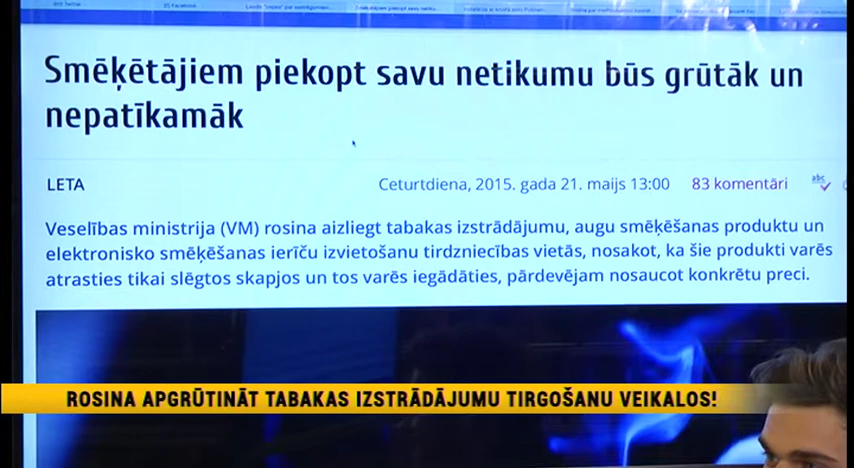 Smēķētājiem piekopt savu netikumu būs grūtāk un
nepatīkamāk
LETA Ceturtdiena, 2015. gada 21. maijs 13:00 83 komentāri abc
Veselības ministrija (VM) rosina aizliegt tabakas izstrādājumu, augu smēķēšanas produktu un
elektronisko smēķēšanas ierīču izvietošanu tirdzniecības vietās, nosakot, ka šie produkti varēs
atrasties tikai slēgtos skapjos un tos varēs iegādāties, pārdevējam nosaucot konkrētu preci.
ROSINA APGRŪTINĀT TABAKAS IZSTRĀDĀJUMU TIRGOŠANU VEIKALOS!